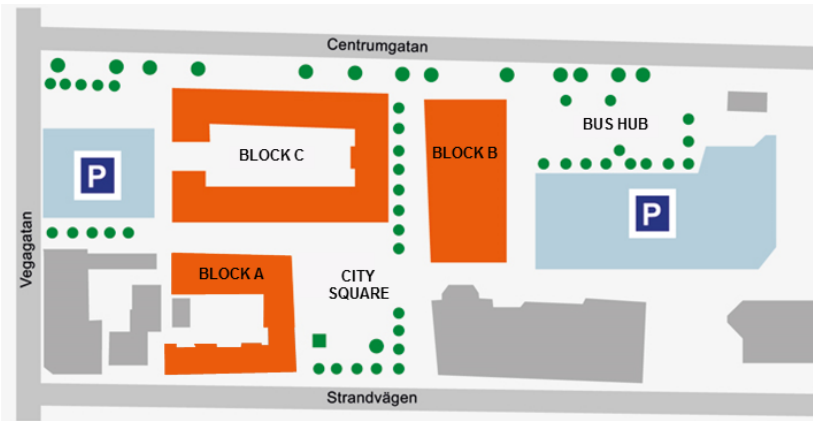 Centrumgatan
BUS HUB
BLOCK C
BLOCK B
P
P
Vegagatan
BLOCK A
CITY
SQUARE
Strandvägen